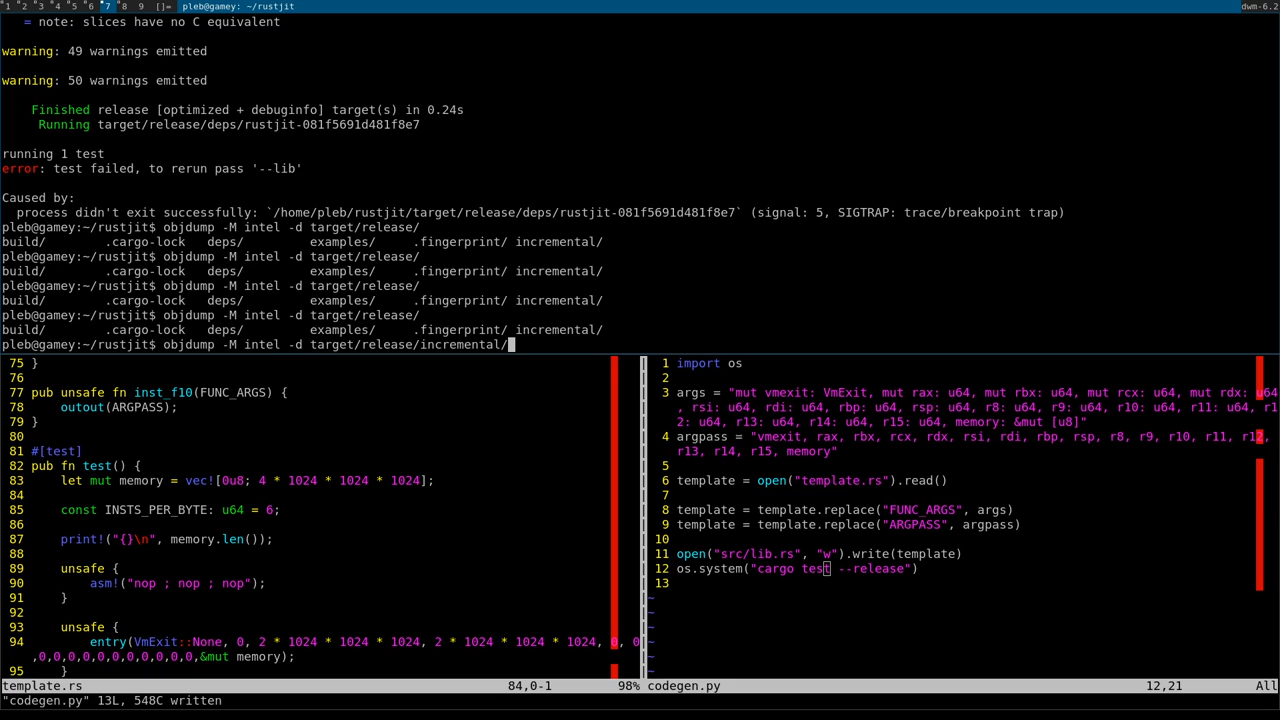 1 2 3 4 5 6 7 8 9 []= pleb@gamey: ~/rustjit dwm-6.2
= note: slices have no C equivalent
warning: 49 warnings emitted
warning: 50 warnings emitted
Finished release [optimized + debuginfo] target(s) in 0.24s
Running target/release/deps/rustjit-081f5691d481f8e7
running 1 test
error: test failed, to rerun pass '--lib'
Caused by:
process didn't exit successfully: `/home/pleb/rustjit/target/release/deps/rustjit-081f5691d481f8e7` (signal: 5, SIGTRAP: trace/breakpoint trap)
pleb@gamey:~/rustjit$ objdump -M intel -d target/release/
build/ .cargo-lock deps/ examples/ .fingerprint/ incremental/
pleb@gamey:~/rustjit$ objdump -M intel -d target/release/
build/ .cargo-lock deps/ examples/ .fingerprint/ incremental/
pleb@gamey:~/rustjit$ objdump -M intel -d target/release/
build/ .cargo-lock deps/ examples/ .fingerprint/ incremental/
pleb@gamey:~/rustjit$ objdump -M intel -d target/release/
build/ .cargo-lock deps/ examples/ .fingerprint/ incremental/
pleb@gamey:~/rustjit$ objdump -M intel -d target/release/incremental/
75 }
76
77 pub unsafe fn inst_f10(FUNC_ARGS) {
78 outout(ARGPASS);
79 }
80
81 #[test]
82 pub fn test() {
83 let mut memory = vec![0u8; 4 * 1024 * 1024 * 1024];
84
85 const INSTS_PER_BYTE: u64 = 6;
86
87 print!("{}\n", memory.len());
88
89 unsafe {
90 asm!("nop ; nop ; nop");
91 }
92
93 unsafe {
94 entry(VmExit::None, 0, 2 * 1024 * 1024 * 1024, 2 * 1024 * 1024 * 1024, 0, 0
,0,0,0,0,0,0,0,0,0,0,0,&mut memory);
95 }
template.rs 84,0-1 98%
1 import os
2
3 args = "mut vmexit: VmExit, mut rax: u64, mut rbx: u64, mut rcx: u64, mut rdx: u64
, rsi: u64, rdi: u64, rbp: u64, rsp: u64, r8: u64, r9: u64, r10: u64, r11: u64, r1
2: u64, r13: u64, r14: u64, r15: u64, memory: &mut [u8]"
4 argpass = "vmexit, rax, rbx, rcx, rdx, rsi, rdi, rbp, rsp, r8, r9, r10, r11, r12,
r13, r14, r15, memory"
5
6 template = open("template.rs").read()
7
8 template = template.replace("FUNC_ARGS", args)
9 template = template.replace("ARGPASS", argpass)
10
11 open("src/lib.rs", "w").write(template)
12 os.system("cargo test --release")
13
~
~
~
~
~
~
codegen.py 12,21 All
"codegen.py" 13L, 548C written